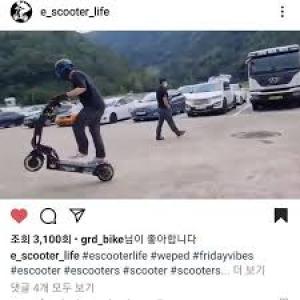 e_scooter_life
조회 3,100회 • grd_bike님이 좋아합니다
e_scooter_life #escooterlife #weped #fridayvibes
#escooter #escooters #scooter #scooters... 더 보기
댓글 4개 모두 보기